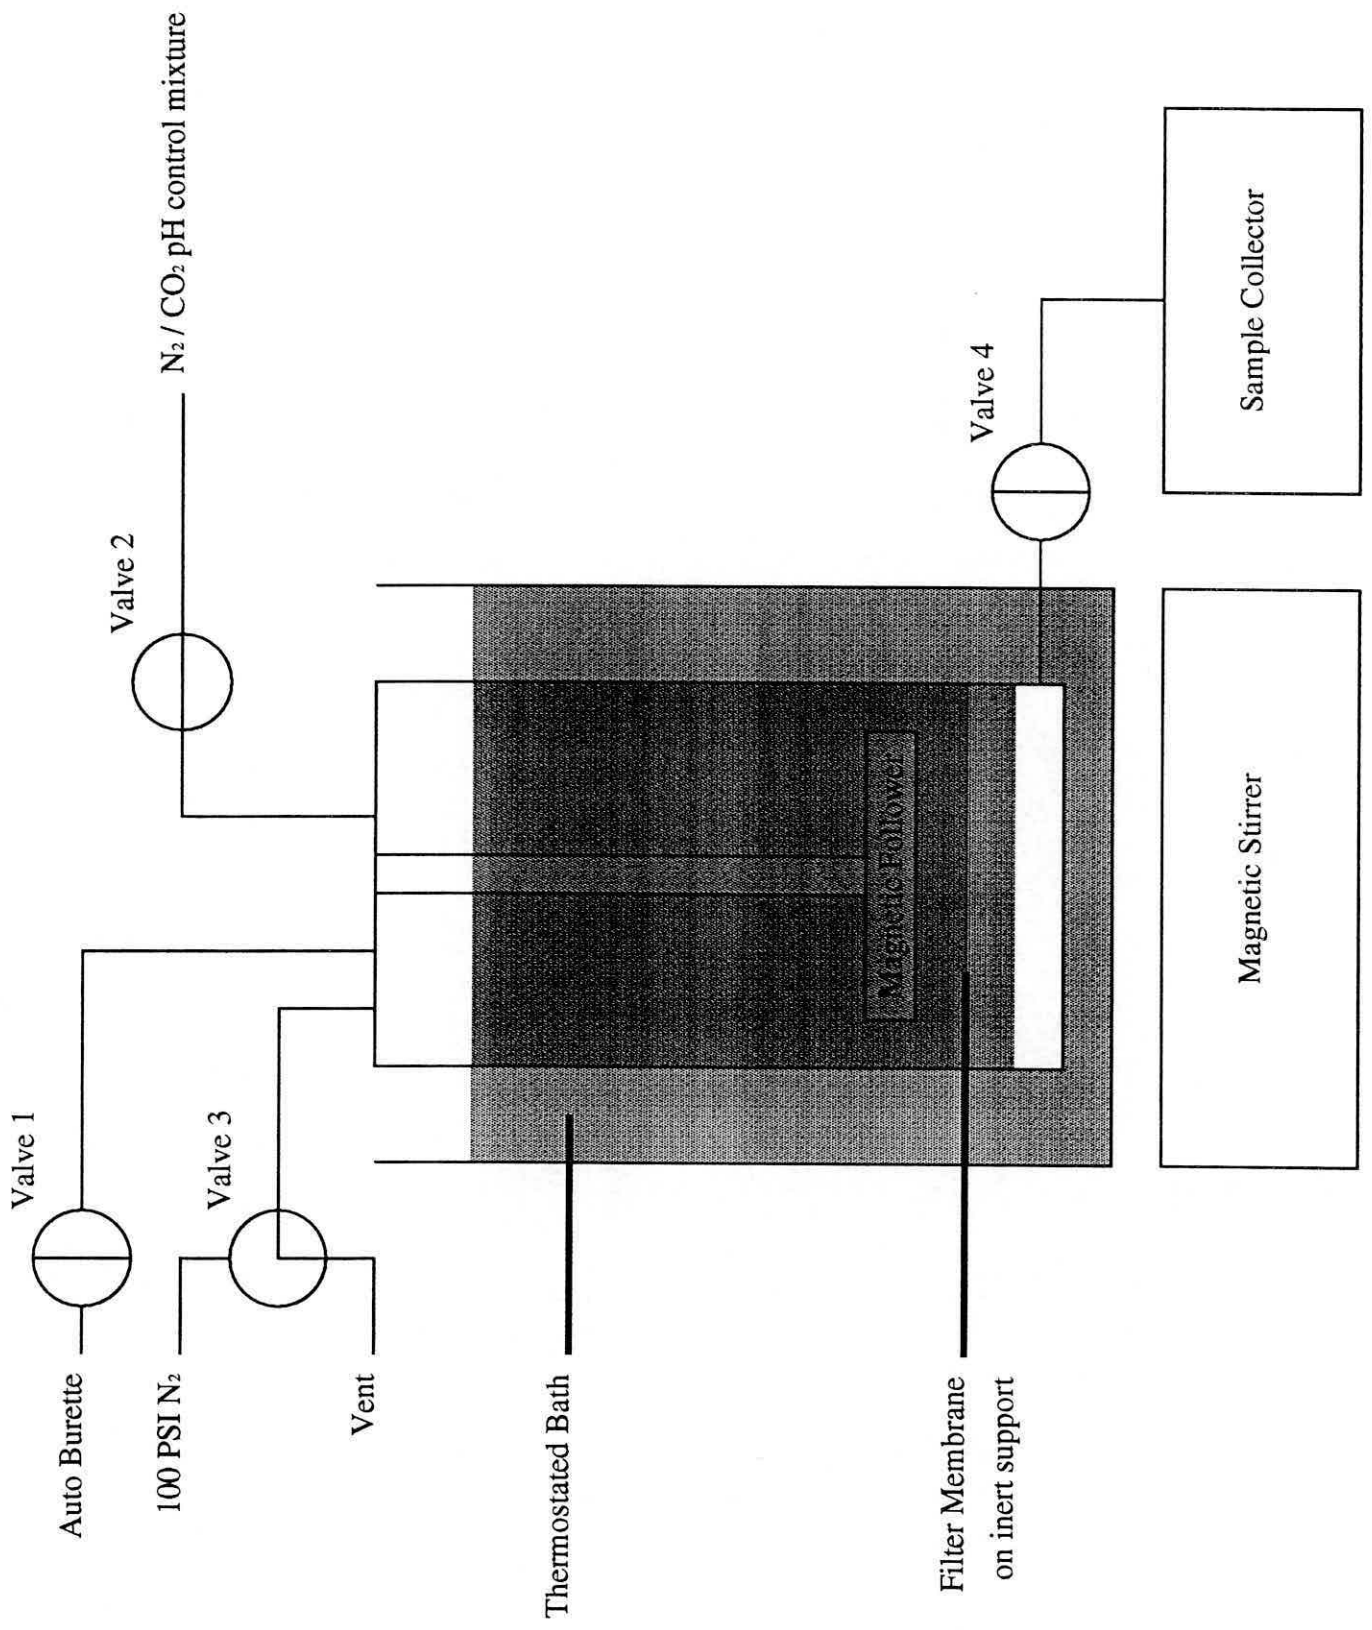 Auto Burette
Valve 1
100 PSI N₂
Valve 3
Vent
Valve 2
N₂ / CO₂ pH control mixture
Thermostated Bath
Magnetic Follower
Filter Membrane
on inert support
Valve 4
Magnetic Stirrer
Sample Collector